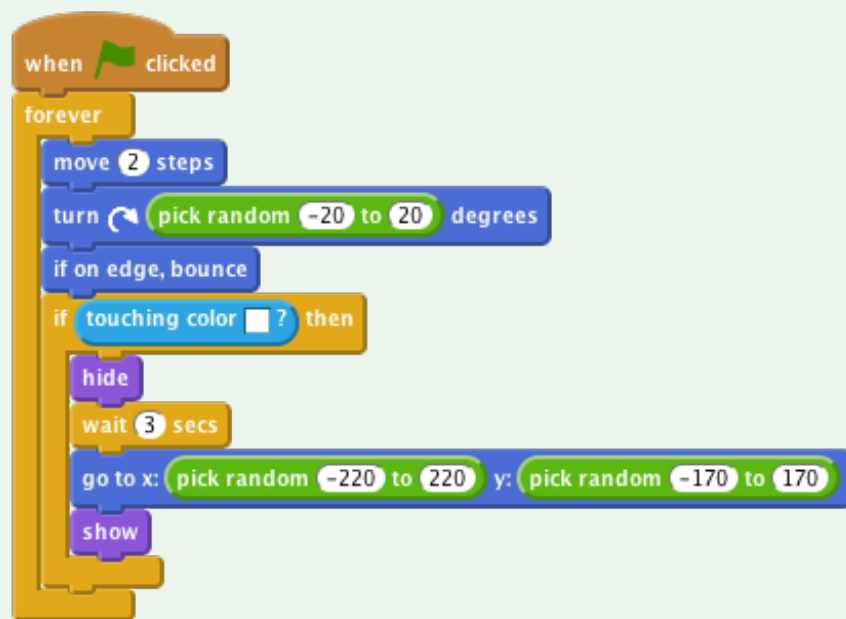 when clicked
forever
move 2 steps
turn pick random -20 to 20 degrees
if on edge, bounce
if touching color ? then
hide
wait 3 secs
go to x: pick random -220 to 220 y: pick random -170 to 170
show